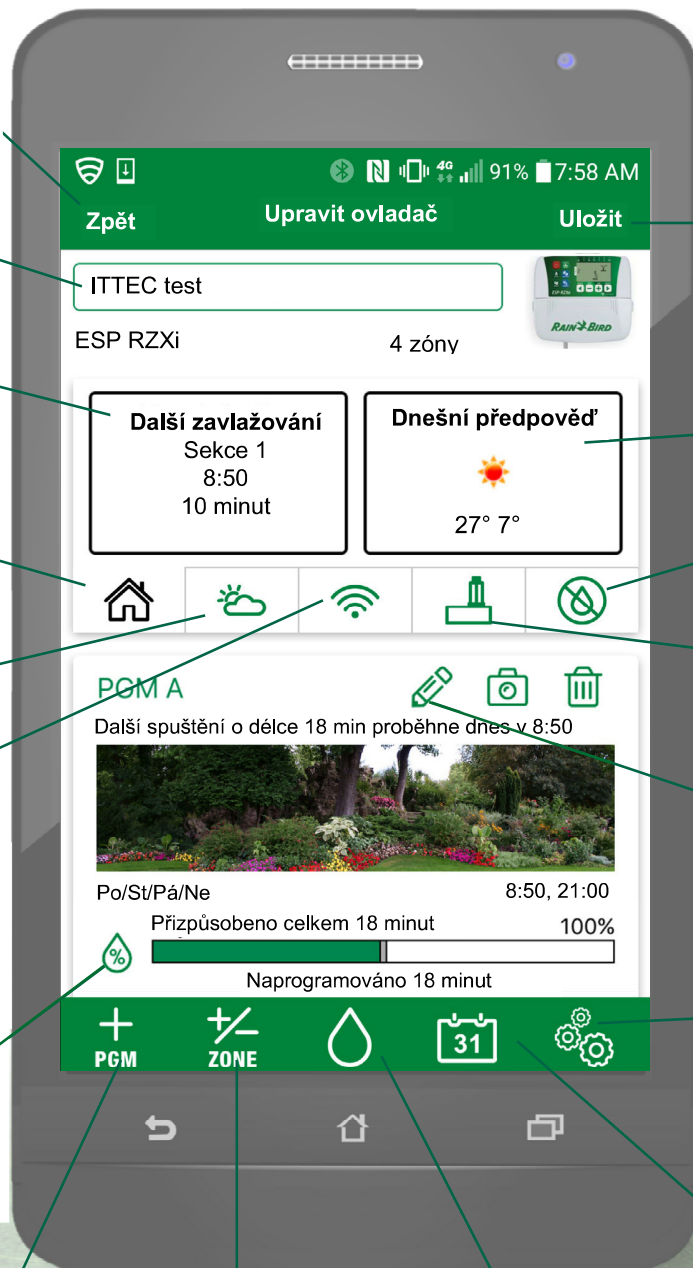 4G 91% 7:58 AM
Zpět Upravit ovladač Uložit
ITTEC test
RAIN BIRD
ESP RZXi 4 zóny
Další zavlažování
Sekce 1
8:50
10 minut
Dnešní předpověď
27° 7°
PGM A
Další spuštění o délce 18 min proběhne dnes v 8:50
Po/St/Pá/Ne 8:50, 21:00
Přizpůsobeno celkem 18 minut 100%
%
Naprogramováno 18 minut
PGM ZONE 31